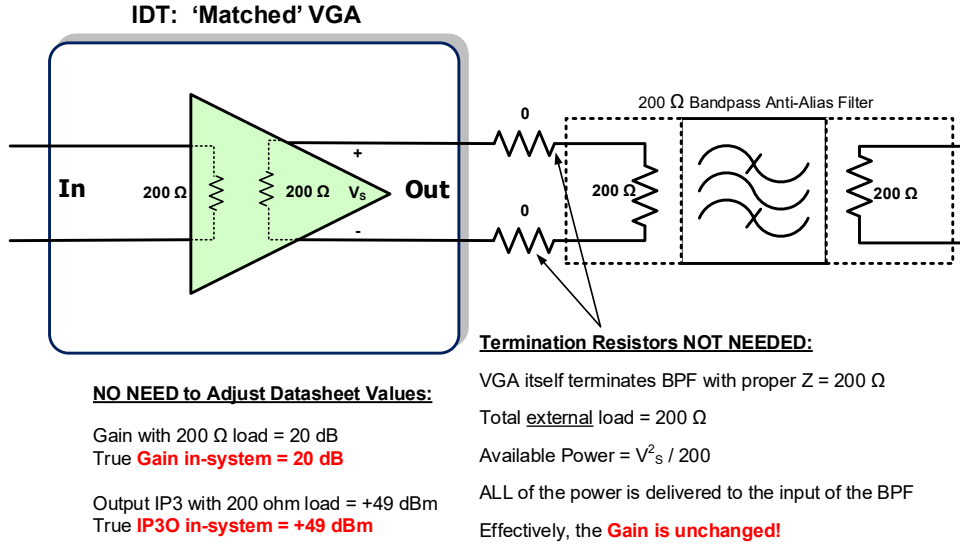 IDT:  ‘Matched’ VGA
200 Ω Bandpass Anti-Alias Filter
0
+
In
200 Ω
200 Ω
VS
Out
200 Ω
200 Ω
0
-
Termination Resistors NOT NEEDED:
VGA itself terminates BPF with proper Z = 200 Ω
Total external load = 200 Ω
Available Power = V²S / 200
ALL of the power is delivered to the input of the BPF
Effectively, the Gain is unchanged!
NO NEED to Adjust Datasheet Values:
Gain with 200 Ω load = 20 dB
True Gain in-system = 20 dB
Output IP3 with 200 ohm load = +49 dBm
True IP3O in-system = +49 dBm